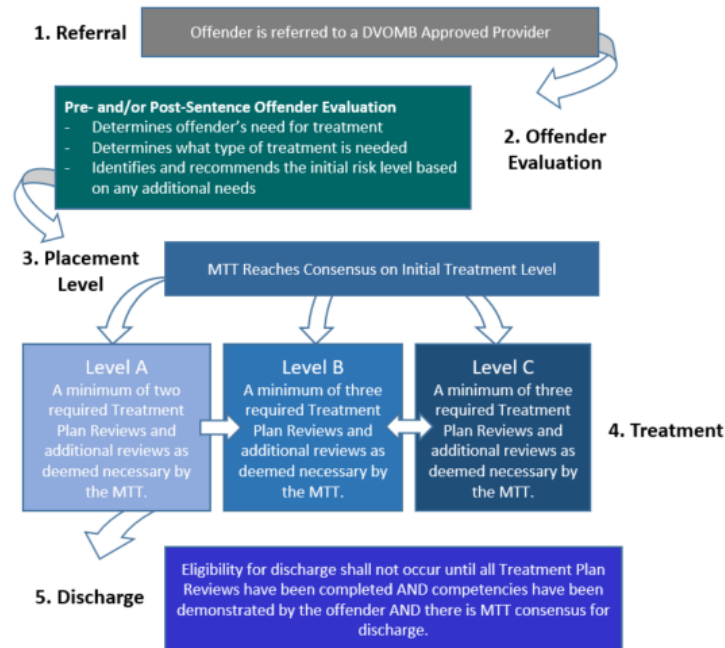 1. Referral
Offender is referred to a DVOMB Approved Provider
Pre- and/or Post-Sentence Offender Evaluation
- Determines offender's need for treatment
- Determines what type of treatment is needed
- Identifies and recommends the initial risk level based
on any additional needs
2. Offender
Evaluation
3. Placement
Level
MTT Reaches Consensus on Initial Treatment Level
Level A
A minimum of two
required Treatment
Plan Reviews and
additional reviews as
deemed necessary by
the MTT.
Level B
A minimum of three
required Treatment
Plan Reviews and
additional reviews as
deemed necessary by
the MTT.
Level C
A minimum of three
required Treatment
Plan Reviews and
additional reviews as
deemed necessary by
the MTT.
4. Treatment
5. Discharge
Eligibility for discharge shall not occur until all Treatment Plan
Reviews have been completed AND competencies have been
demonstrated by the offender AND there is MTT consensus for
discharge.